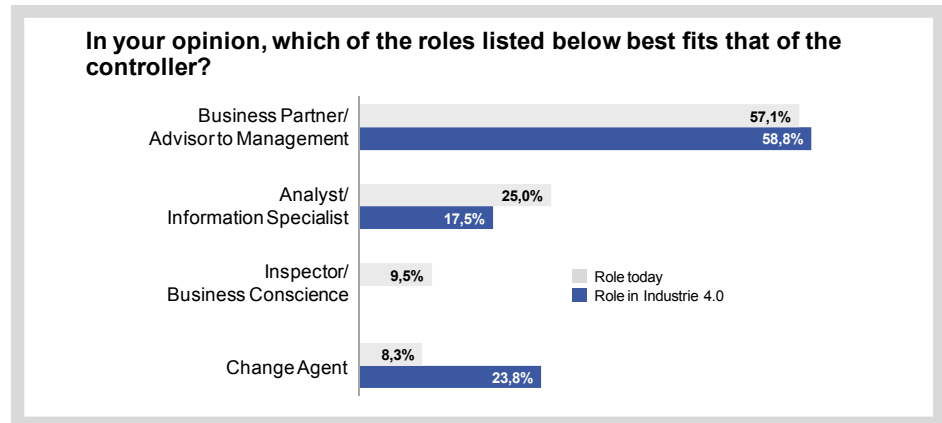 In your opinion, which of the roles listed below best fits that of the
controller?
Business Partner/
Advisor to Management
57,1%
58,8%
Analyst/
Information Specialist
25,0%
17,5%
Inspector/
Business Conscience
9,5%
Role today
Role in Industrie 4.0
Change Agent
8,3%
23,8%